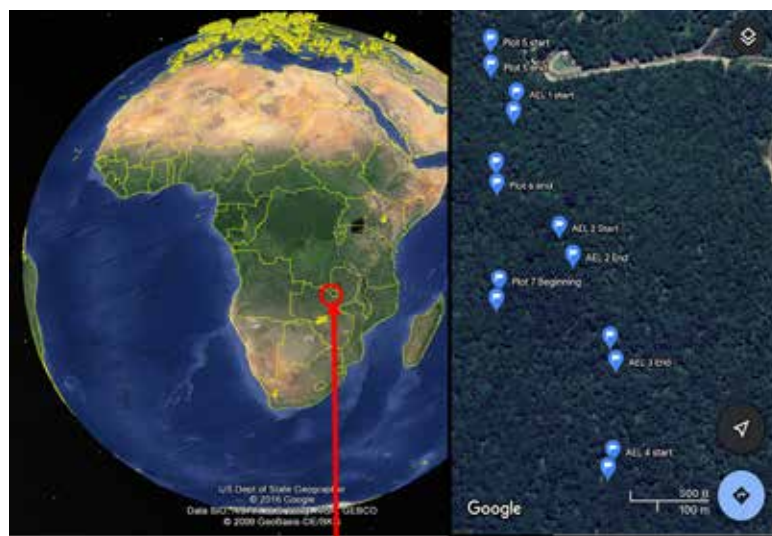 US Dept of State Geographer
© 2016 Google
© 2009 GeoBasis-DE/BKG
Plot 5 start
Plot 5 end
AEL 1 start
Plot 6 end
AEL 2 Start
AEL 2 End
Plot 7 Beginning
AEL 3 End
AEL 4 start
Google
300 ft
100 m